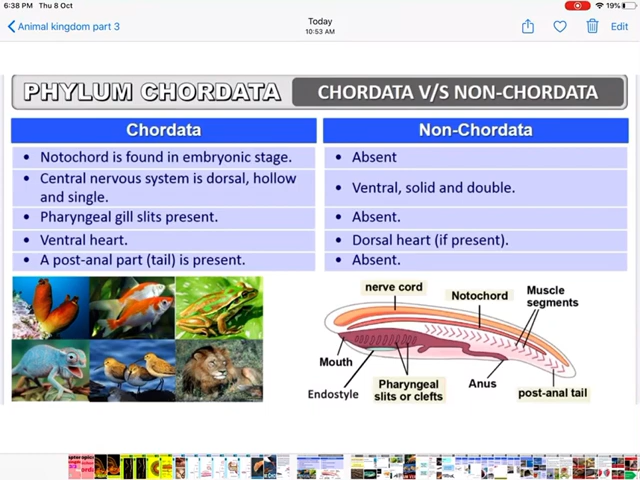 6:38 PM Thu 8 Oct
19%
Animal kingdom part 3
Today
10:53 AM
Edit
PHYLUM CHORDATA
CHORDATA V/S NON-CHORDATA
Chordata
Non-Chordata
• Notochord is found in embryonic stage.
• Absent
• Central nervous system is dorsal, hollow
and single.
• Ventral, solid and double.
• Pharyngeal gill slits present.
• Absent.
• Ventral heart.
• Dorsal heart (if present).
• A post-anal part (tail) is present.
• Absent.
nerve cord
Notochord
Muscle
segments
Mouth
Endostyle
Pharyngeal
slits or clefts
Anus
post-anal tail